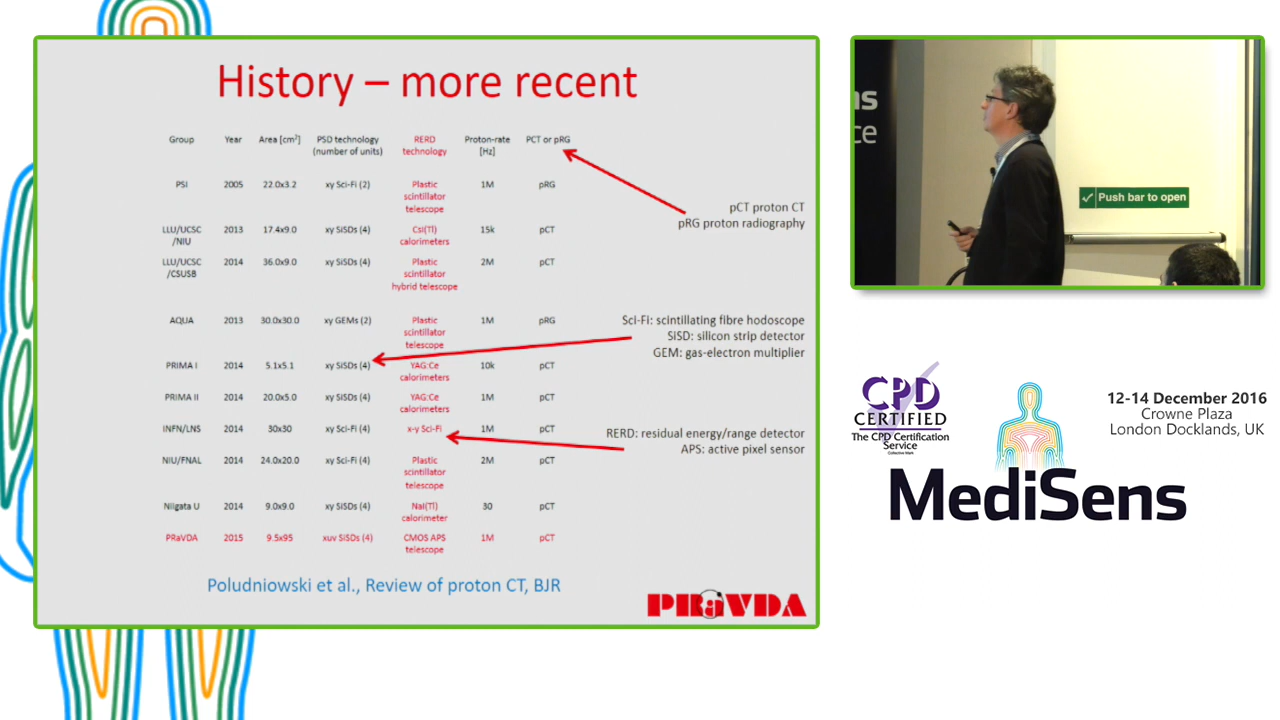 History – more recent
Group Year Area [cm²] PSD technology (number of units) RERD technology Proton-rate [Hz] PCT or pRG
PSI 2005 22.0x3.2 xy Sci-Fi (2) Plastic scintillator telescope 1M pRG
LLU/UCSC /NIU 2013 17.4x9.0 xy SiSDs (4) CsI(Tl) calorimeters 15k pCT
LLU/UCSC /CSUSB 2014 36.0x9.0 xy SiSDs (4) Plastic scintillator hybrid telescope 2M pCT
AQUA 2013 30.0x30.0 xy GEMs (2) Plastic scintillator telescope 1M pRG
PRIMA I 2014 5.1x5.1 xy SiSDs (4) YAG:Ce calorimeters 10k pCT
PRIMA II 2014 20.0x5.0 xy SiSDs (4) YAG:Ce calorimeters 1M pCT
INFN/LNS 2014 30x30 xy Sci-Fi (4) x-y Sci-Fi 1M pCT
NIU/FNAL 2014 24.0x20.0 xy Sci-Fi (4) Plastic scintillator telescope 2M pCT
Niigata U 2014 9.0x9.0 xy SiSDs (4) NaI(Tl) calorimeter 30 pCT
PRaVDA 2015 9.5x95 xuv SiSDs (4) CMOS APS telescope 1M pCT
pCT proton CT
pRG proton radiography
Sci-Fi: scintillating fibre hodoscope
SiSD: silicon strip detector
GEM: gas-electron multiplier
RERD: residual energy/range detector
APS: active pixel sensor
Poludniowski et al., Review of proton CT, BJR
PRaVDA
ns
ce
Push bar to open
CPD
CERTIFIED
The CPD Certification
Service
Collective Mark
12-14 December 2016
Crowne Plaza
London Docklands, UK
MediSens